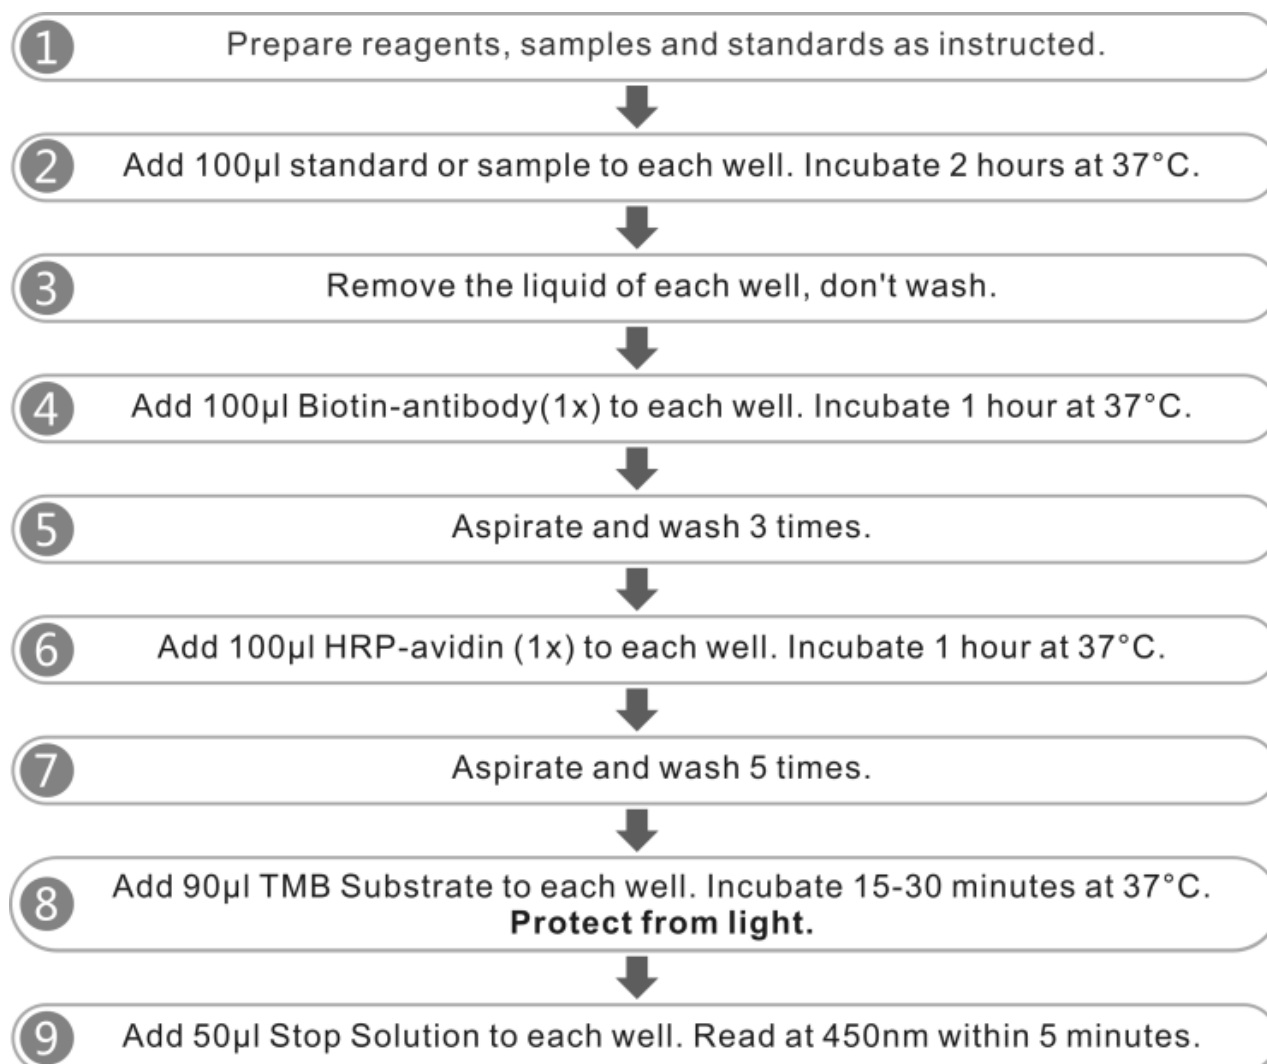 1
Prepare reagents, samples and standards as instructed.
2
Add 100µl standard or sample to each well. Incubate 2 hours at 37°C.
3
Remove the liquid of each well, don't wash.
4
Add 100µl Biotin-antibody(1x) to each well. Incubate 1 hour at 37°C.
5
Aspirate and wash 3 times.
6
Add 100µl HRP-avidin (1x) to each well. Incubate 1 hour at 37°C.
7
Aspirate and wash 5 times.
8
Add 90µl TMB Substrate to each well. Incubate 15-30 minutes at 37°C.
Protect from light.
9
Add 50µl Stop Solution to each well. Read at 450nm within 5 minutes.